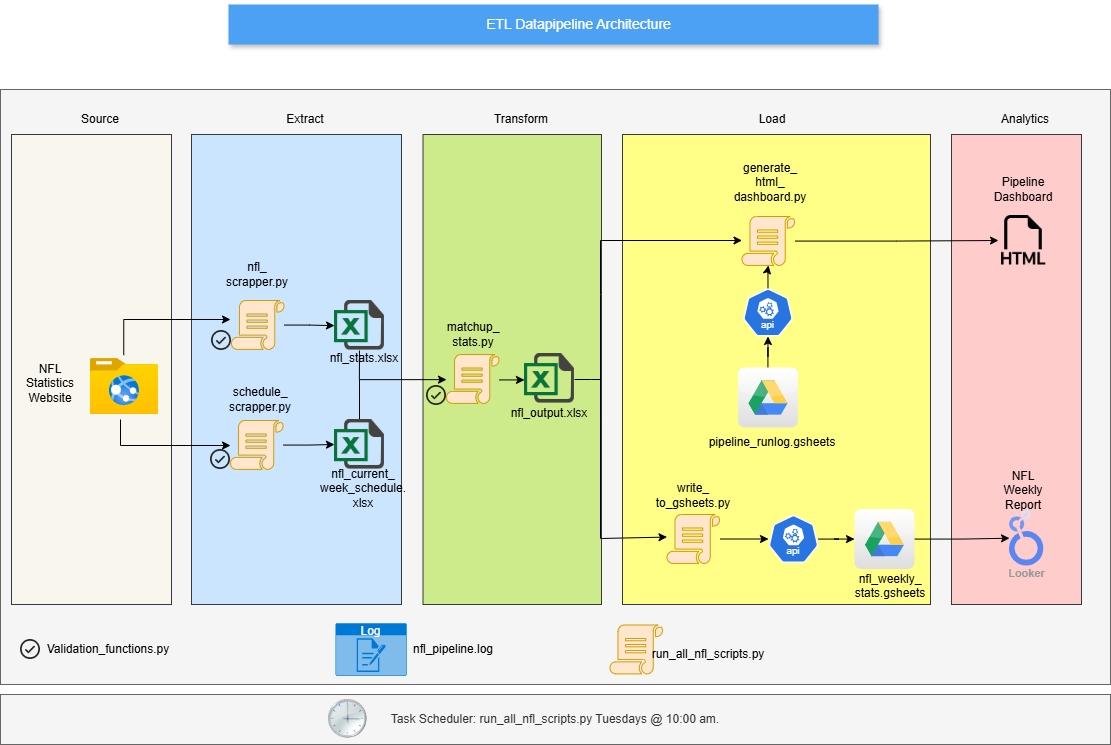 ETL Datapipeline Architecture
Source
Extract
Transform
Load
Analytics
NFL
Statistics
Website
nfl_
scrapper.py
nfl_stats.xlsx
schedule_
scrapper.py
nfl_current_
week_schedule.
xlsx
matchup_
stats.py
nfl_output.xlsx
generate_
html_
dashboard.py
api
pipeline_runlog.gsheets
write_
to_gsheets.py
api
nfl_weekly_
stats.gsheets
Pipeline
Dashboard
HTML
NFL
Weekly
Report
Looker
Validation_functions.py
Log
nfl_pipeline.log
run_all_nfl_scripts.py
Task Scheduler: run_all_nfl_scripts.py Tuesdays @ 10:00 am.